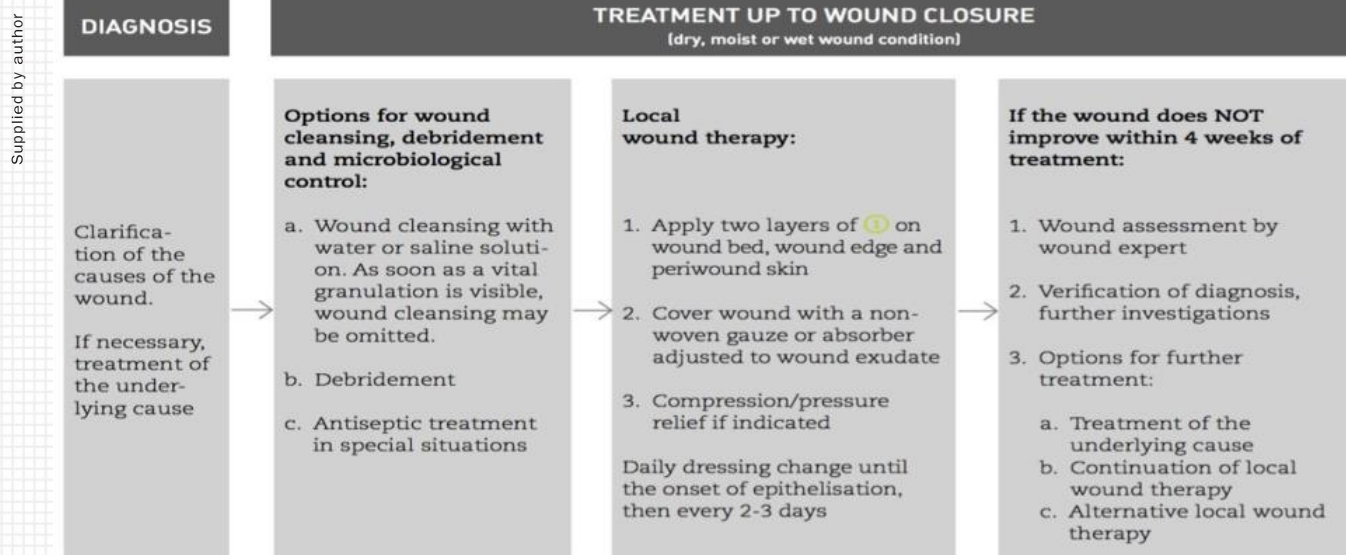 Supplied by author
DIAGNOSIS
TREATMENT UP TO WOUND CLOSURE
(dry, moist or wet wound condition)
Clarifica-
tion of the
causes of the
wound.
If necessary,
treatment of
the under-
lying cause
Options for wound
cleansing, debridement
and microbiological
control:
a. Wound cleansing with
water or saline soluti-
on. As soon as a vital
granulation is visible,
wound cleansing may
be omitted.
b. Debridement
c. Antiseptic treatment
in special situations
Local
wound therapy:
1. Apply two layers of ① on
wound bed, wound edge and
periwound skin
2. Cover wound with a non-
woven gauze or absorber
adjusted to wound exudate
3. Compression/pressure
relief if indicated
Daily dressing change until
the onset of epithelisation,
then every 2-3 days
If the wound does NOT
improve within 4 weeks of
treatment:
1. Wound assessment by
wound expert
2. Verification of diagnosis,
further investigations
3. Options for further
treatment:
a. Treatment of the
underlying cause
b. Continuation of local
wound therapy
c. Alternative local wound
therapy